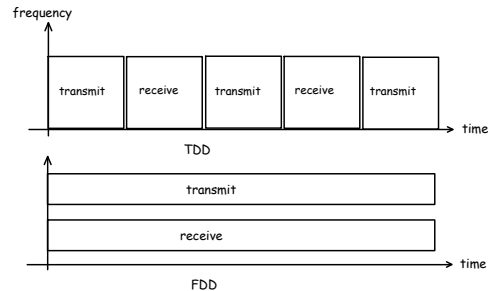 frequency
transmit receive transmit receive transmit
time
TDD
transmit
receive
time
FDD